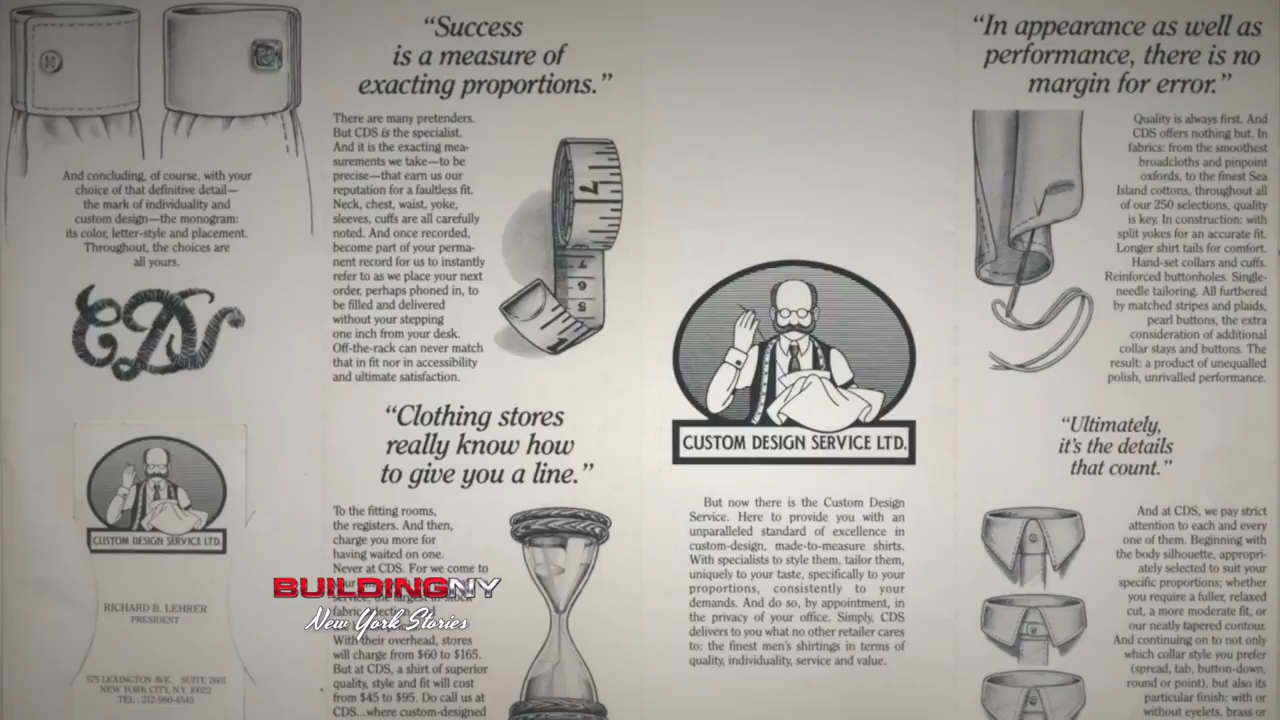 And concluding, of course, with your
choice of that definitive detail—
the mark of individuality and
custom design—the monogram:
its color, letter-style and placement.
Throughout, the choices are
all yours.
CDS
CUSTOM DESIGN SERVICE LTD.
RICHARD B. LEHRER
PRESIDENT
575 LEXINGTON AVE. SUITE 2601
NEW YORK CITY, N.Y. 10022
TEL.: 212-980-4545
“Success
is a measure of
exacting proportions.”
There are many pretenders.
But CDS is the specialist.
And it is the exacting mea-
surements we take—to be
precise—that earn us our
reputation for a faultless fit.
Neck, chest, waist, yoke,
sleeves, cuffs are all carefully
noted. And once recorded,
become part of your perma-
nent record for us to instantly
refer to as we place your next
order, perhaps phoned in, to
be filled and delivered
without your stepping
one inch from your desk.
Off-the-rack can never match
that in fit nor in accessibility
and ultimate satisfaction.
7
7
6
5
1
“Clothing stores
really know how
to give you a line.”
To the fitting rooms,
the registers. And then,
charge you more for
having waited on one.
Never at CDS. For we come to
BUILDINGNY
service, the largest in-stock
New York Stories
With their overhead, stores
will charge from $60 to $165.
But at CDS, a shirt of superior
quality, style and fit will cost
from $45 to $95. Do call us at
CDS...where custom-designed
CUSTOM DESIGN SERVICE LTD.
But now there is the Custom Design
Service. Here to provide you with an
unparalleled standard of excellence in
custom-design, made-to-measure shirts.
With specialists to style them, tailor them,
uniquely to your taste, specifically to your
proportions, consistently to your
demands. And do so, by appointment, in
the privacy of your office. Simply, CDS
delivers to you what no other retailer cares
to: the finest men’s shirtings in terms of
quality, individuality, service and value.
“In appearance as well as
performance, there is no
margin for error.”
Quality is always first. And
CDS offers nothing but. In
fabrics: from the smoothest
broadcloths and pinpoint
oxfords, to the finest Sea
Island cottons, throughout all
of our 250 selections, quality
is key. In construction: with
split yokes for an accurate fit.
Longer shirt tails for comfort.
Hand-set collars and cuffs.
Reinforced buttonholes. Single-
needle tailoring. All furthered
by matched stripes and plaids,
pearl buttons, the extra
consideration of additional
collar stays and buttons. The
result: a product of unequalled
polish, unrivalled performance.
“Ultimately,
it’s the details
that count.”
And at CDS, we pay strict
attention to each and every
one of them. Beginning with
the body silhouette, appropri-
ately selected to suit your
specific proportions; whether
you require a fuller, relaxed
cut, a more moderate fit, or
our neatly tapered contour.
And continuing on to not only
which collar style you prefer
(spread, tab, button-down,
round or point), but also its
particular finish: with or
without eyelets, brass or